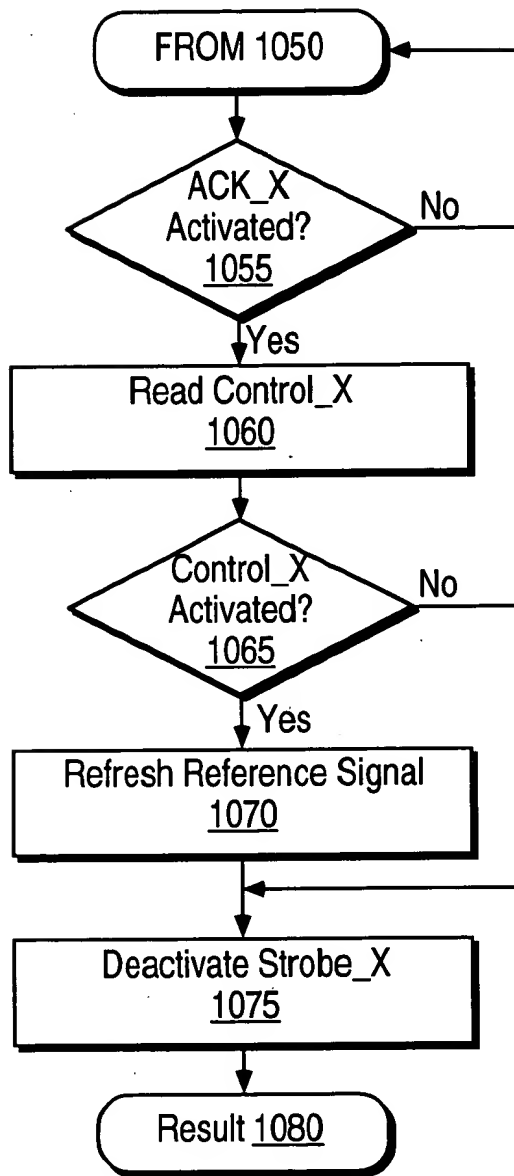 FROM 1050
ACK_X
Activated?
1055
No
Yes
Read Control_X
1060
Control_X
Activated?
1065
No
Yes
Refresh Reference Signal
1070
Deactivate Strobe_X
1075
Result 1080